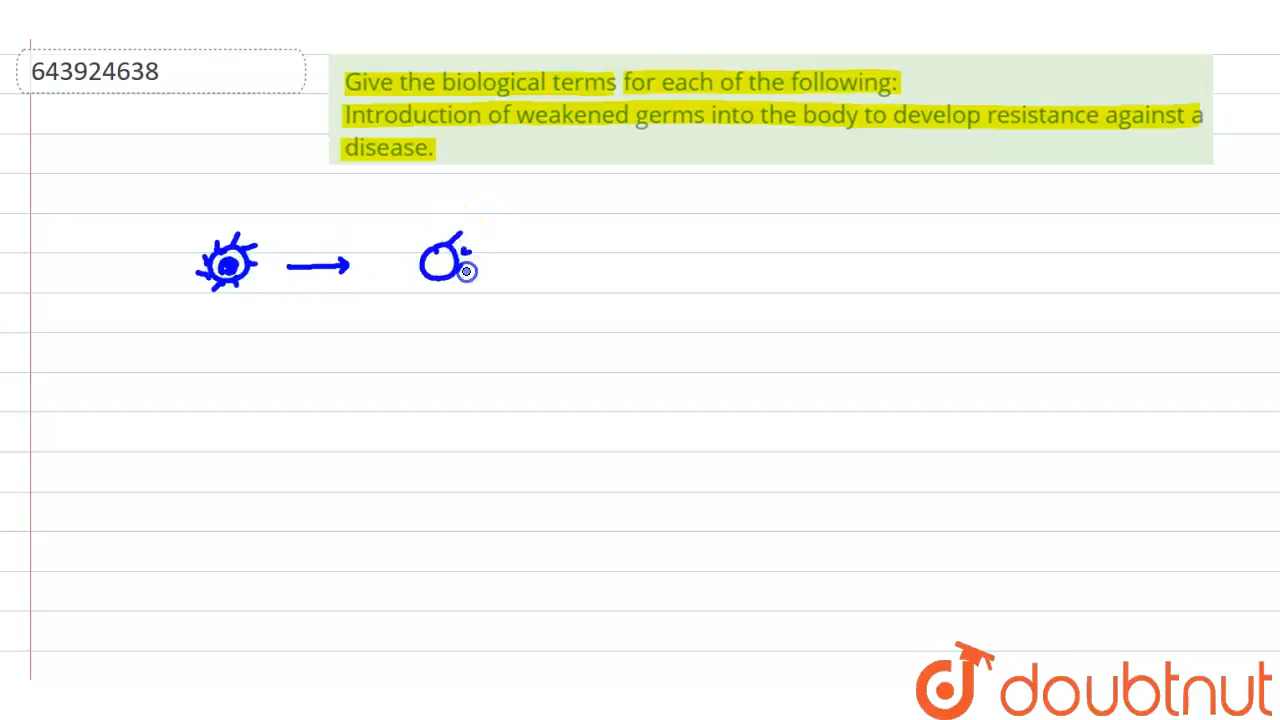 643924638
Give the biological terms for each of the following:
Introduction of weakened germs into the body to develop resistance against a
disease.
doubtnut